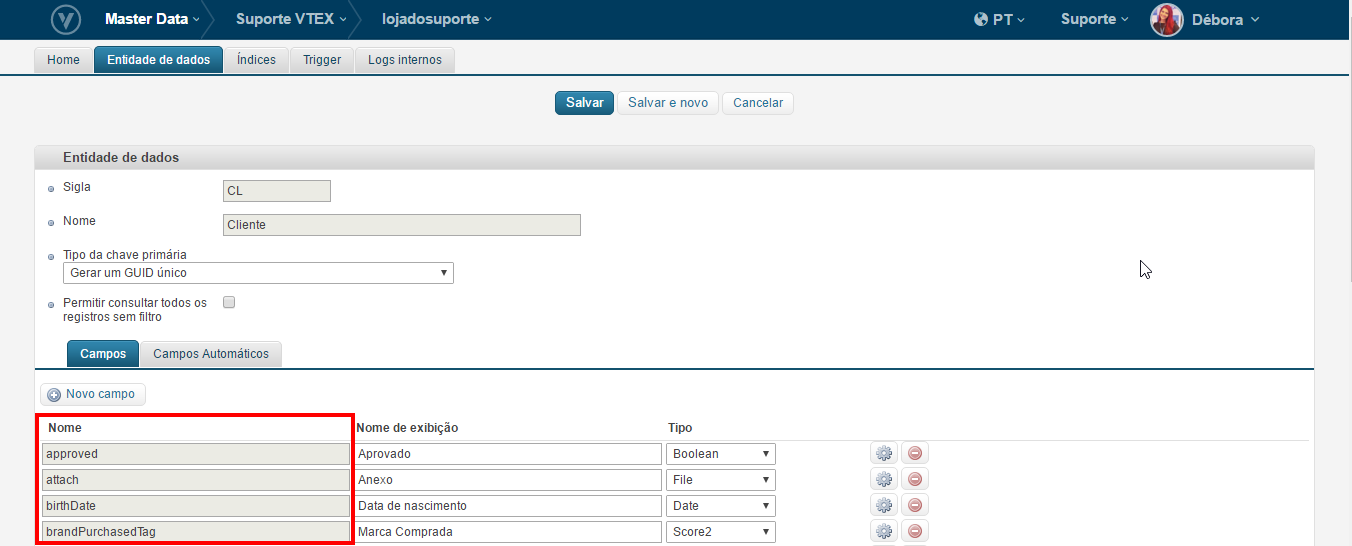 Master Data Suporte VTEX lojadosuporte PT Suporte Débora
Home Entidade de dados Índices Trigger Logs internos
Salvar Salvar e novo Cancelar
Entidade de dados
Sigla CL
Nome Cliente
Tipo da chave primária
Gerar um GUID único
Permitir consultar todos os
registros sem filtro
Campos Campos Automáticos
Novo campo
Nome Nome de exibição Tipo
approved Aprovado Boolean
attach Anexo File
birthDate Data de nascimento Date
brandPurchasedTag Marca Comprada Score2